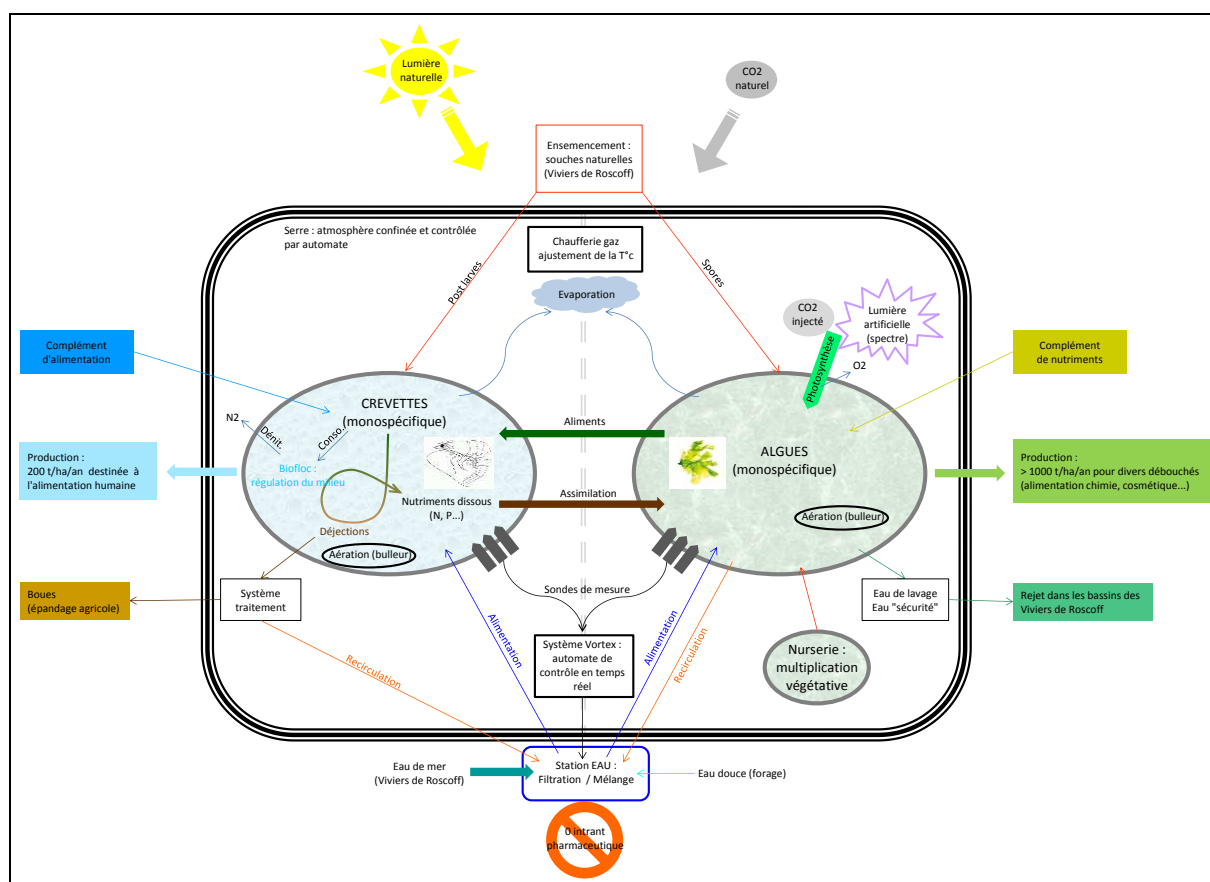 Lumière
naturelle
CO2
naturel
Ensemencement :
souches naturelles
(Viviers de Roscoff)
Serre : atmosphère confinée et contrôlée
par automate
Chaufferie gaz
ajustement de la T°c
Post larves
Spores
Evaporation
CO2
injecté
Lumière
artificielle
(spectre)
Photosynthèse
O2
Complément
d'alimentation
Complément
de nutriments
CREVETTES
(monospécifique)
N2
Dénit.
Conso.
Biofloc :
régulation du milieu
Nutriments dissous
(N, P...)
Déjections
Aération (bulleur)
Aliments
Assimilation
ALGUES
(monospécifique)
Aération (bulleur)
Production :
200 t/ha/an destinée à
l'alimentation humaine
Production :
> 1000 t/ha/an pour divers débouchés
(alimentation chimie, cosmétique...)
Boues
(épandage agricole)
Système
traitement
Sondes de mesure
Eau de lavage
Eau "sécurité"
Rejet dans les bassins des
Viviers de Roscoff
Recirculation
Alimentation
Système Vortex :
automate de
contrôle en temps
réel
Alimentation
Recirculation
Nurserie :
multiplication
végétative
Eau de mer
(Viviers de Roscoff)
Station EAU :
Filtration / Mélange
Eau douce (forage)
0 intrant
pharmaceutique